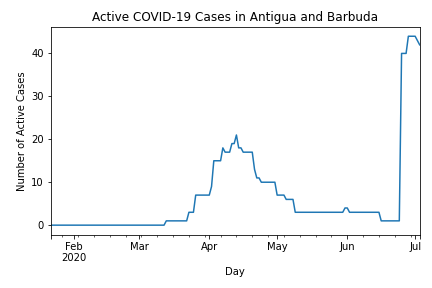 Active COVID-19 Cases in Antigua and Barbuda
Number of Active Cases
40
30
20
10
0
Feb
2020
Mar
Apr
May
Jun
Jul
Day